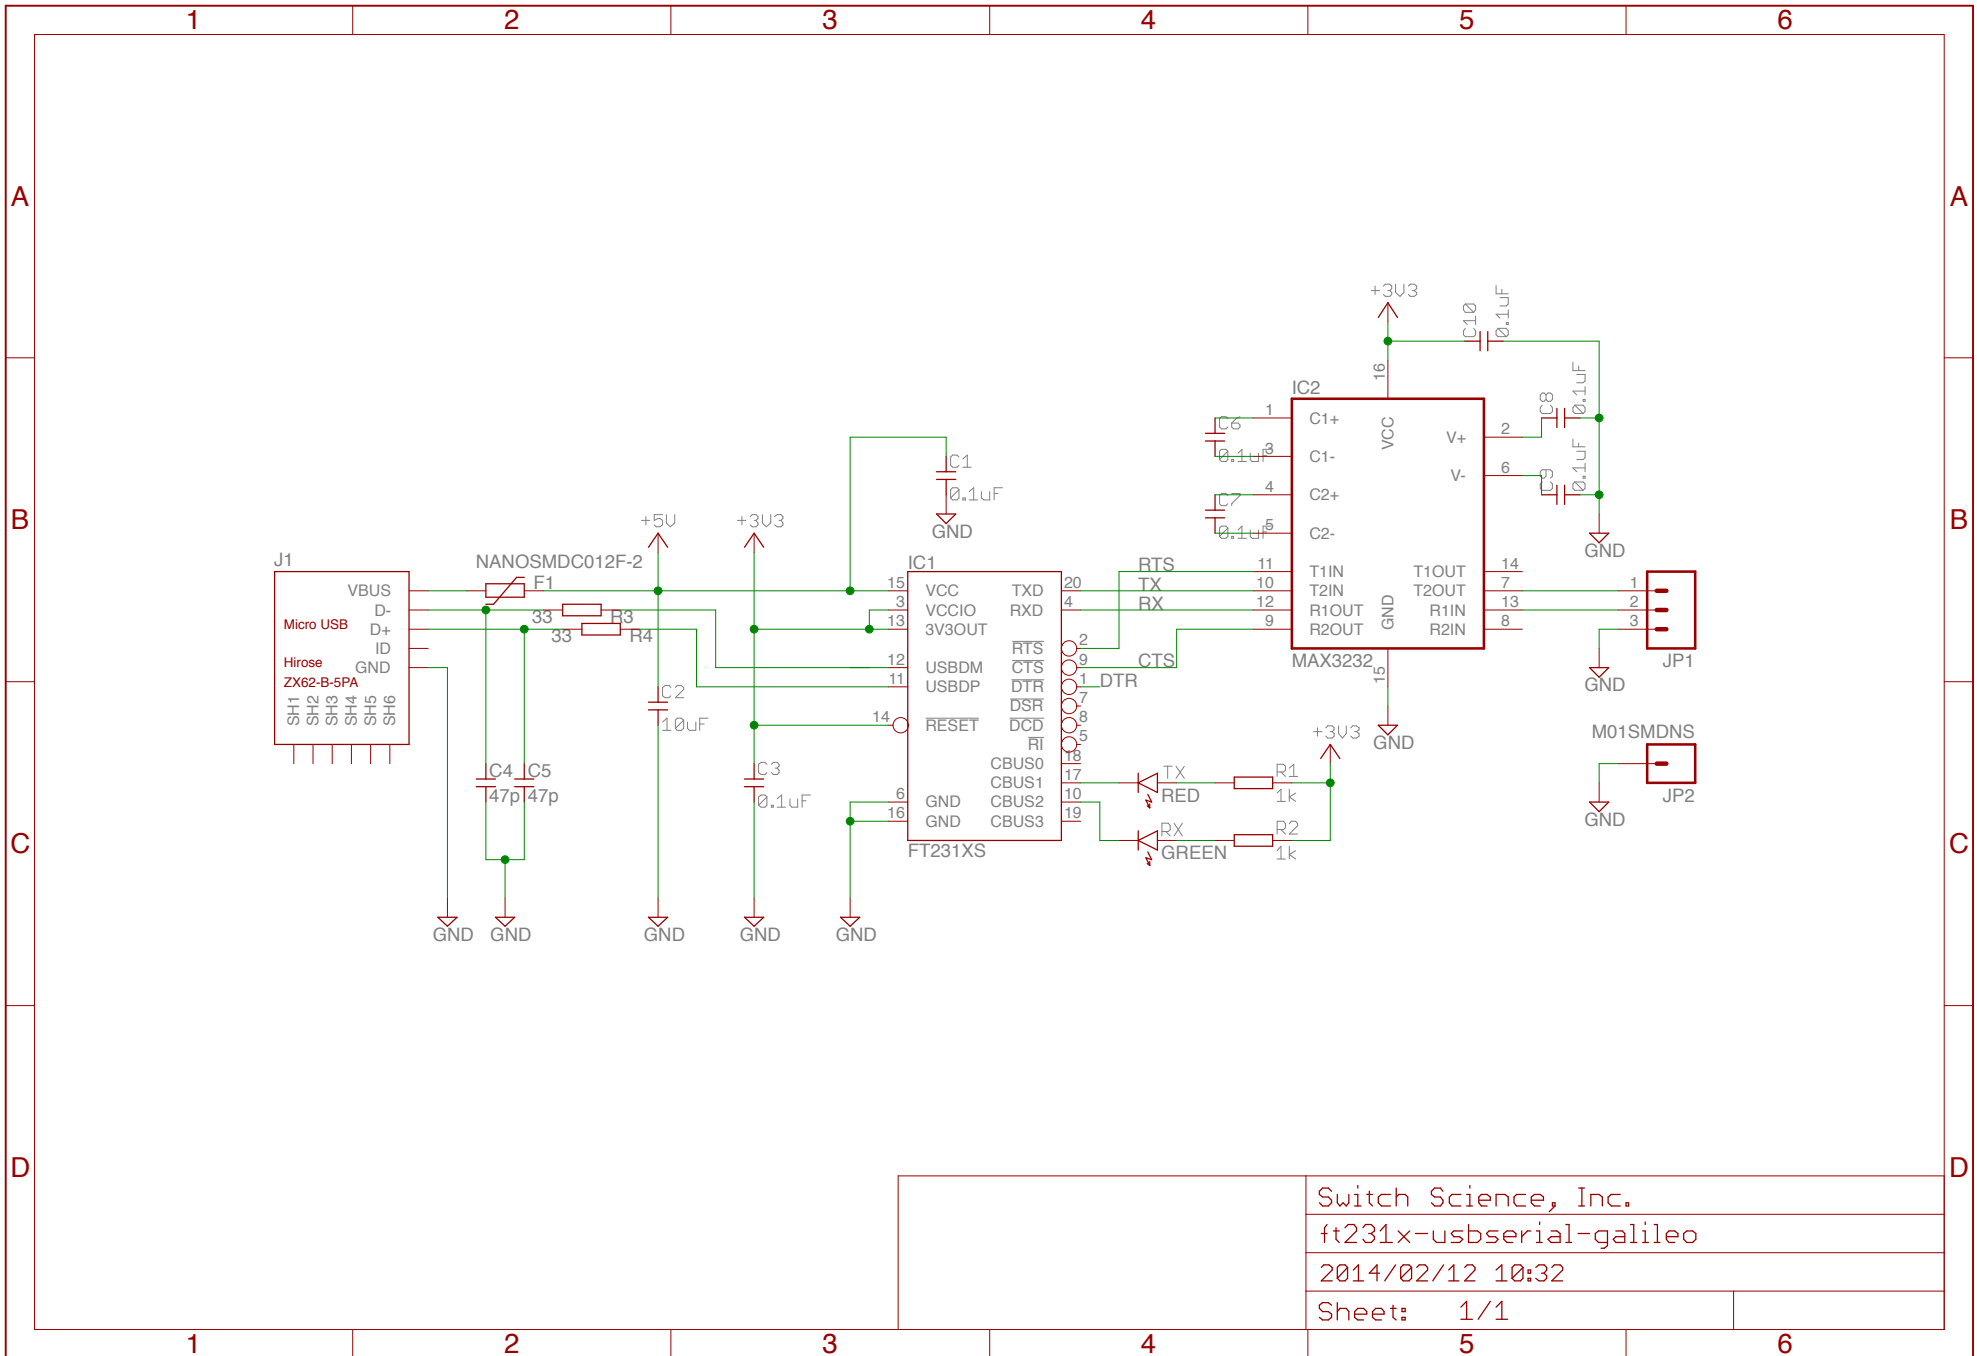 1 2 3 4 5 6
A A
B B
C C
D D
+3V3
C10
0.1uF
16
IC2
C8
0.1uF
1 C1+
C6
0.1uF
3 C1-
VCC
V+ 2
V- 6
C9
0.1uF
4 C2+
C7
0.1uF
5 C2-
GND
C1
0.1uF
GND
+5V
+3V3
J1
NANOSMDC012F-2
F1
VBUS
D-
D+
ID
GND
Micro USB
Hirose
ZX62-B-5PA
SH1
SH2
SH3
SH4
SH5
SH6
33 R3
33 R4
IC1
15 VCC
3 VCCIO
13 3V3OUT
12 USBDM
11 USBDP
14 RESET
6 GND
16 GND
TXD 20
RXD 4
RTS 2
CTS 9
DTR 1
DSR 7
DCD 8
RI 5
CBUS0 18
CBUS1 17
CBUS2 10
CBUS3 19
FT231XS
RTS
TX
RX
CTS
DTR
11 T1IN
10 T2IN
12 R1OUT
9 R2OUT
GND
T1OUT 14
T2OUT 7
R1IN 13
R2IN 8
MAX3232
15
GND
1
2
3
JP1
GND
M01SMDNS
JP2
GND
C2
10uF
C3
0.1uF
C4
47p
C5
47p
+3V3
TX
RED
R1
1k
RX
GREEN
R2
1k
GND
GND
GND
GND
GND
Switch Science, Inc.
ft231x-usbserial-galileo
2014/02/12 10:32
Sheet: 1/1
1 2 3 4 5 6